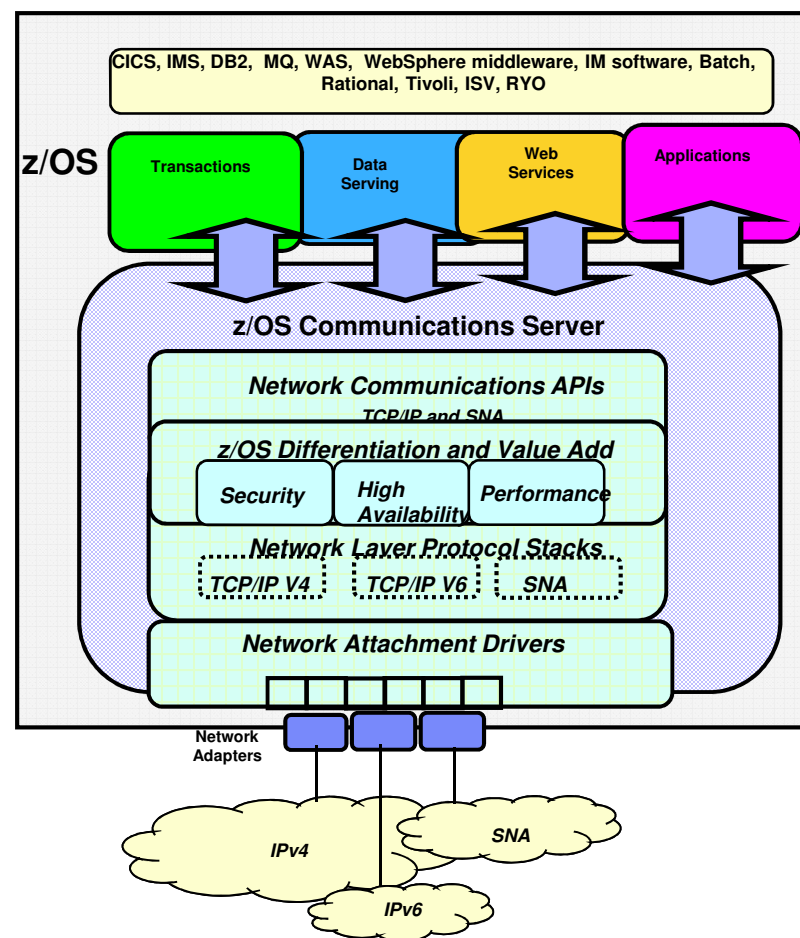 CICS, IMS, DB2, MQ, WAS, WebSphere middleware, IM software, Batch,
Rational, Tivoli, ISV, RYO
z/OS
Transactions
Data
Serving
Web
Services
Applications
z/OS Communications Server
Network Communications APIs
TCP/IP and SNA
z/OS Differentiation and Value Add
Security
High
Availability
Performance
Network Layer Protocol Stacks
TCP/IP V4
TCP/IP V6
SNA
Network Attachment Drivers
Network
Adapters
IPv4
SNA
IPv6